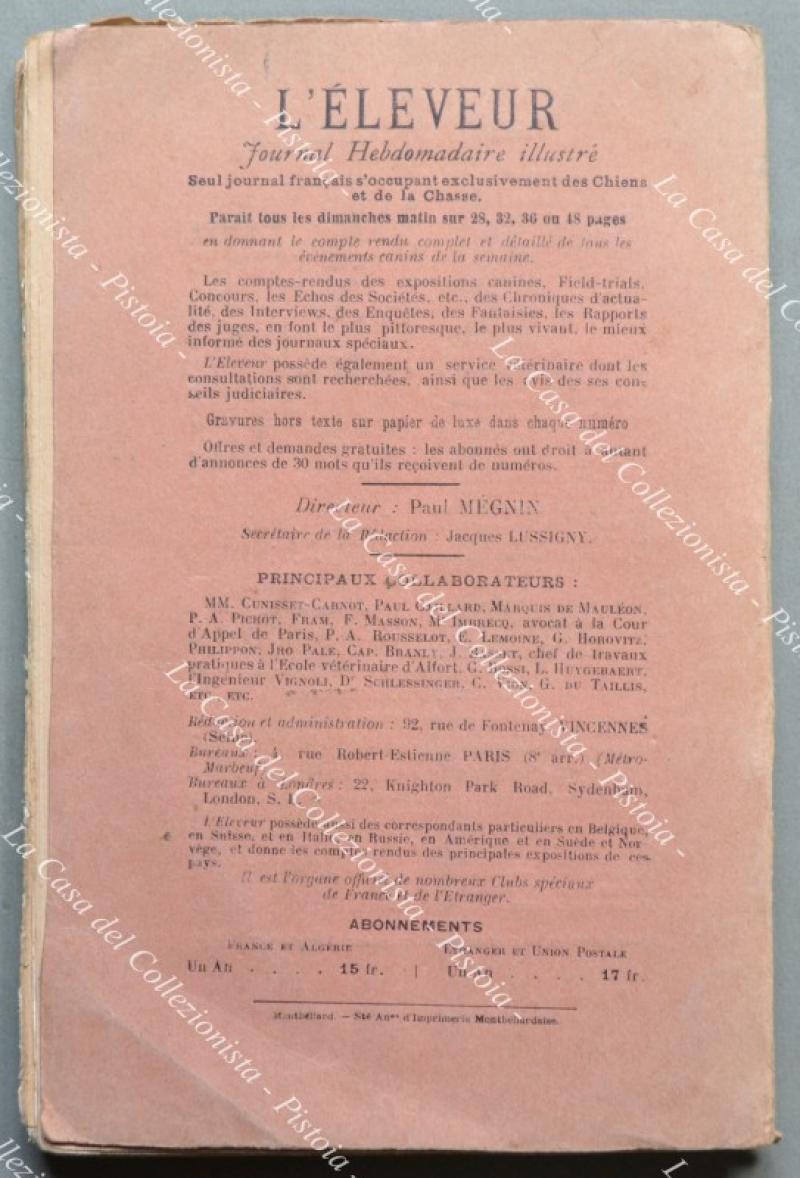 L'ÉLEVEUR
Journal Hebdomadaire illustré
Seul journal français s'occupant exclusivement des Chiens
et de la Chasse.
Parait tous les dimanches matin sur 28, 32, 36 ou 48 pages
en donnant le compte rendu complet et détaillé de tous les
évènements canins de la semaine.
Les comptes-rendus des expositions canines, Field-trials,
Concours, les Echos des Sociétés, etc., des Chroniques d'actua-
lité, des Interviews, des Enquêtes, des Fantaisies, les Rapports
des juges, en font le plus pittoresque, le plus vivant, le mieux
informé des journaux spéciaux.
L'Eleveur possède également un service vétérinaire dont les
consultations sont recherchées, ainsi que les avis des ses con-
seils judiciaires.
Gravures hors texte sur papier de luxe dans chaque numéro
Offres et demandes gratuites : les abonnés ont droit à autant
d'annonces de 30 mots qu'ils reçoivent de numéros.
Directeur : Paul MÉGNIN
Secrétaire de la Rédaction : Jacques LUSSIGNY.
PRINCIPAUX COLLABORATEURS :
MM. CUNISSET-CARNOT, PAUL MARQUIS DE MAULÉON,
P. A. PICHOT, FRAM, F. MASSON, M. IMBRECQ, avocat à la Cour
d'Appel de Paris, P. A. ROUSSELOT, E. LEMOINE, G. HOROVITZ,
PHILIPPON, JRO PALE, CAP. BRANLY, J. chef de travaux
pratiques à l'Ecole vétérinaire d'Alfort, G. L. HUYGEBAERT,
l'Ingénieur VIGNOLI, Dr SCHLESSINGER, C. G. DU TAILLIS,
ETC. ETC.
Rédaction et administration : 92, rue de Fontenay, VINCENNES
(Seine)
Bureaux : 4, rue Robert-Estienne PARIS (8e arr.) (Métro-
Marbeuf)
Bureaux à Londres : 22, Knighton Park Road, Sydenham,
London, S. E.
L'Eleveur possède aussi des correspondants particuliers en Belgique,
en Suisse, et en Italie, en Russie, en Amérique et en Suède et Nor
vège, et donne les comptes rendus des principales expositions de ces
pays.
Il est l'organe officiel de nombreux Clubs spéciaux
de France et de l'Etranger.
ABONNEMENTS
FRANCE ET ALGÉRIE ETRANGER ET UNION POSTALE
Un An . . . . 15 fr. | Un An . . . . 17 fr.
Montbéliard. — Sté Anme d'Imprimerie Montbéliardaise.
La Casa del Collezionista - Pistoia -